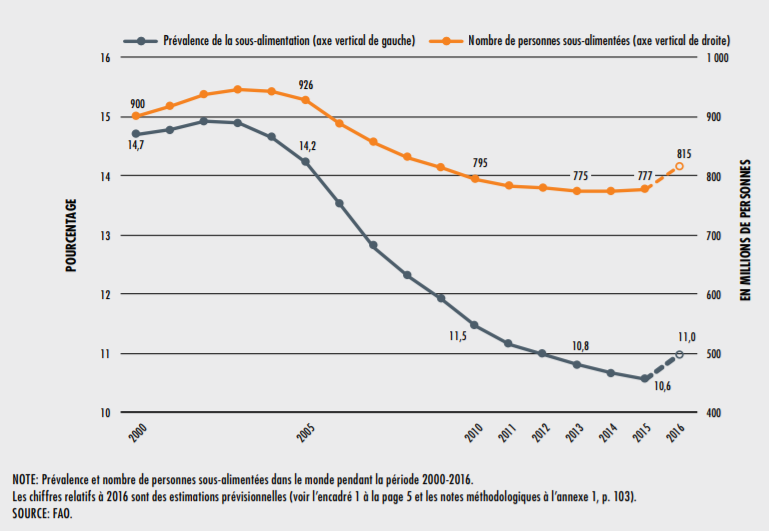 Prévalence de la sous-alimentation (axe vertical de gauche) Nombre de personnes sous-alimentées (axe vertical de droite)
16 1 000
15 900
14 800
13 700
12 600
11 500
10 400
POURCENTAGE
EN MILLIONS DE PERSONNES
900
926
795
775
777
815
14,7
14,2
11,5
10,8
10,6
11,0
2000 2005 2010 2011 2012 2013 2014 2015 2016
NOTE: Prévalence et nombre de personnes sous-alimentées dans le monde pendant la période 2000-2016.
Les chiffres relatifs à 2016 sont des estimations prévisionnelles (voir l’encadré 1 à la page 5 et les notes méthodologiques à l’annexe 1, p. 103).
SOURCE: FAO.